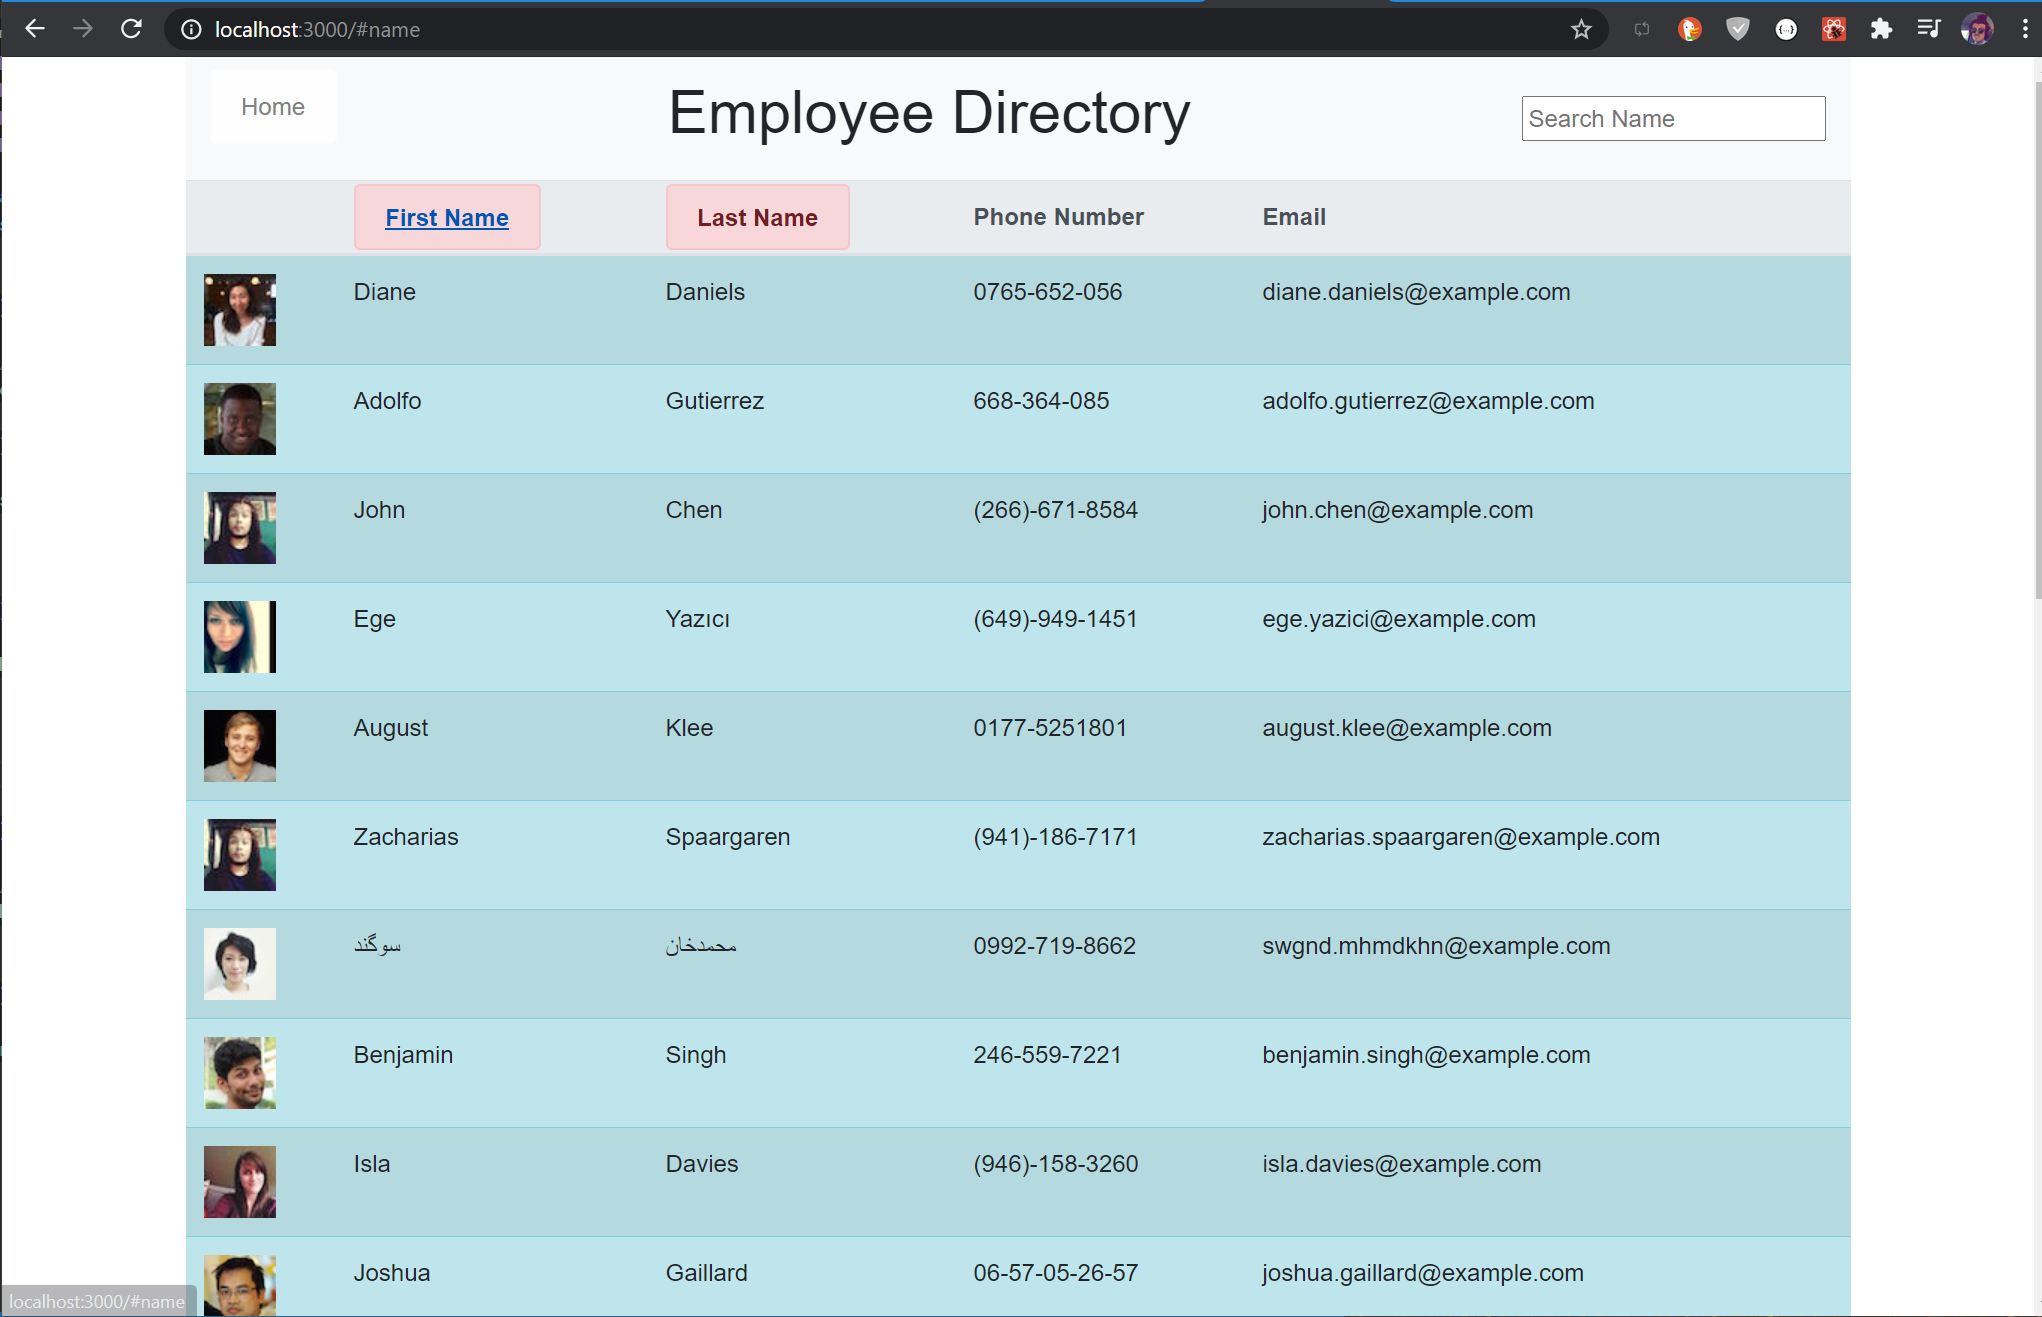 localhost:3000/#name
Home
Employee Directory
Search Name
First Name Last Name Phone Number Email
Diane Daniels 0765-652-056 diane.daniels@example.com
Adolfo Gutierrez 668-364-085 adolfo.gutierrez@example.com
John Chen (266)-671-8584 john.chen@example.com
Ege Yazıcı (649)-949-1451 ege.yazici@example.com
August Klee 0177-5251801 august.klee@example.com
Zacharias Spaargaren (941)-186-7171 zacharias.spaargaren@example.com
سوگند محمدخان 0992-719-8662 swgnd.mhmdkhn@example.com
Benjamin Singh 246-559-7221 benjamin.singh@example.com
Isla Davies (946)-158-3260 isla.davies@example.com
Joshua Gaillard 06-57-05-26-57 joshua.gaillard@example.com
localhost:3000/#name